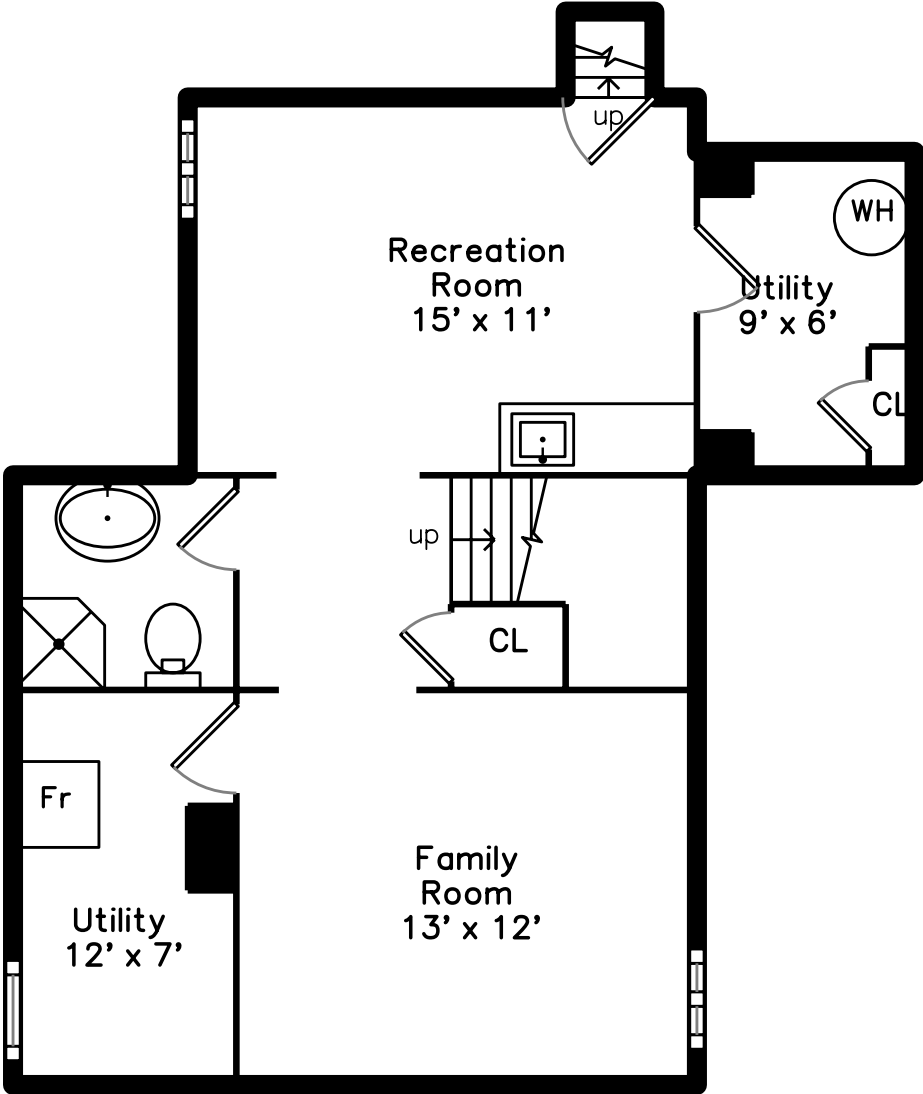 up
WH
Recreation
Room
15' x 11'
Utility
9' x 6'
CL
up
CL
Fr
Family
Room
13' x 12'
Utility
12' x 7'